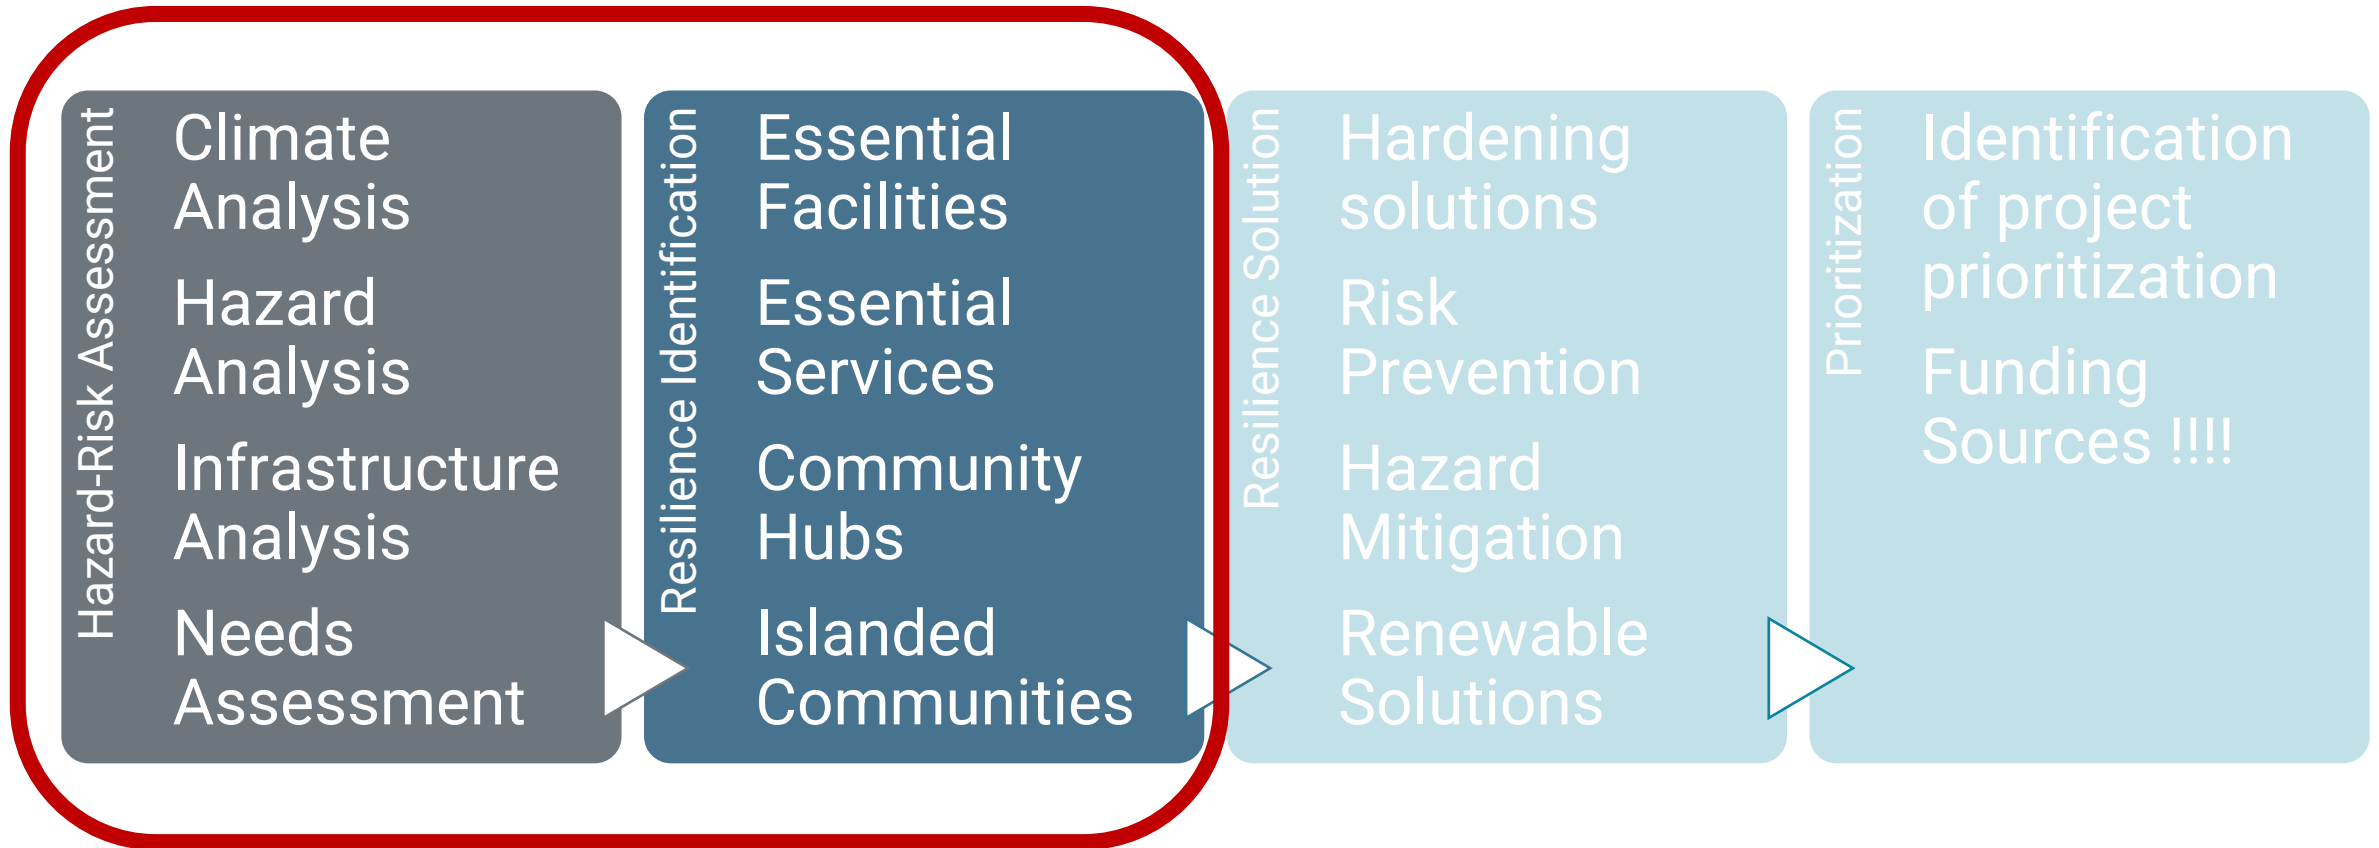 Hazard-Risk Assessment
Climate
Analysis
Hazard
Analysis
Infrastructure
Analysis
Needs
Assessment
Resilience Identification
Essential
Facilities
Essential
Services
Community
Hubs
Islanded
Communities
Resilience Solution
Hardening
solutions
Risk
Prevention
Hazard
Mitigation
Renewable
Solutions
Prioritization
Identification
of project
prioritization
Funding
Sources !!!!